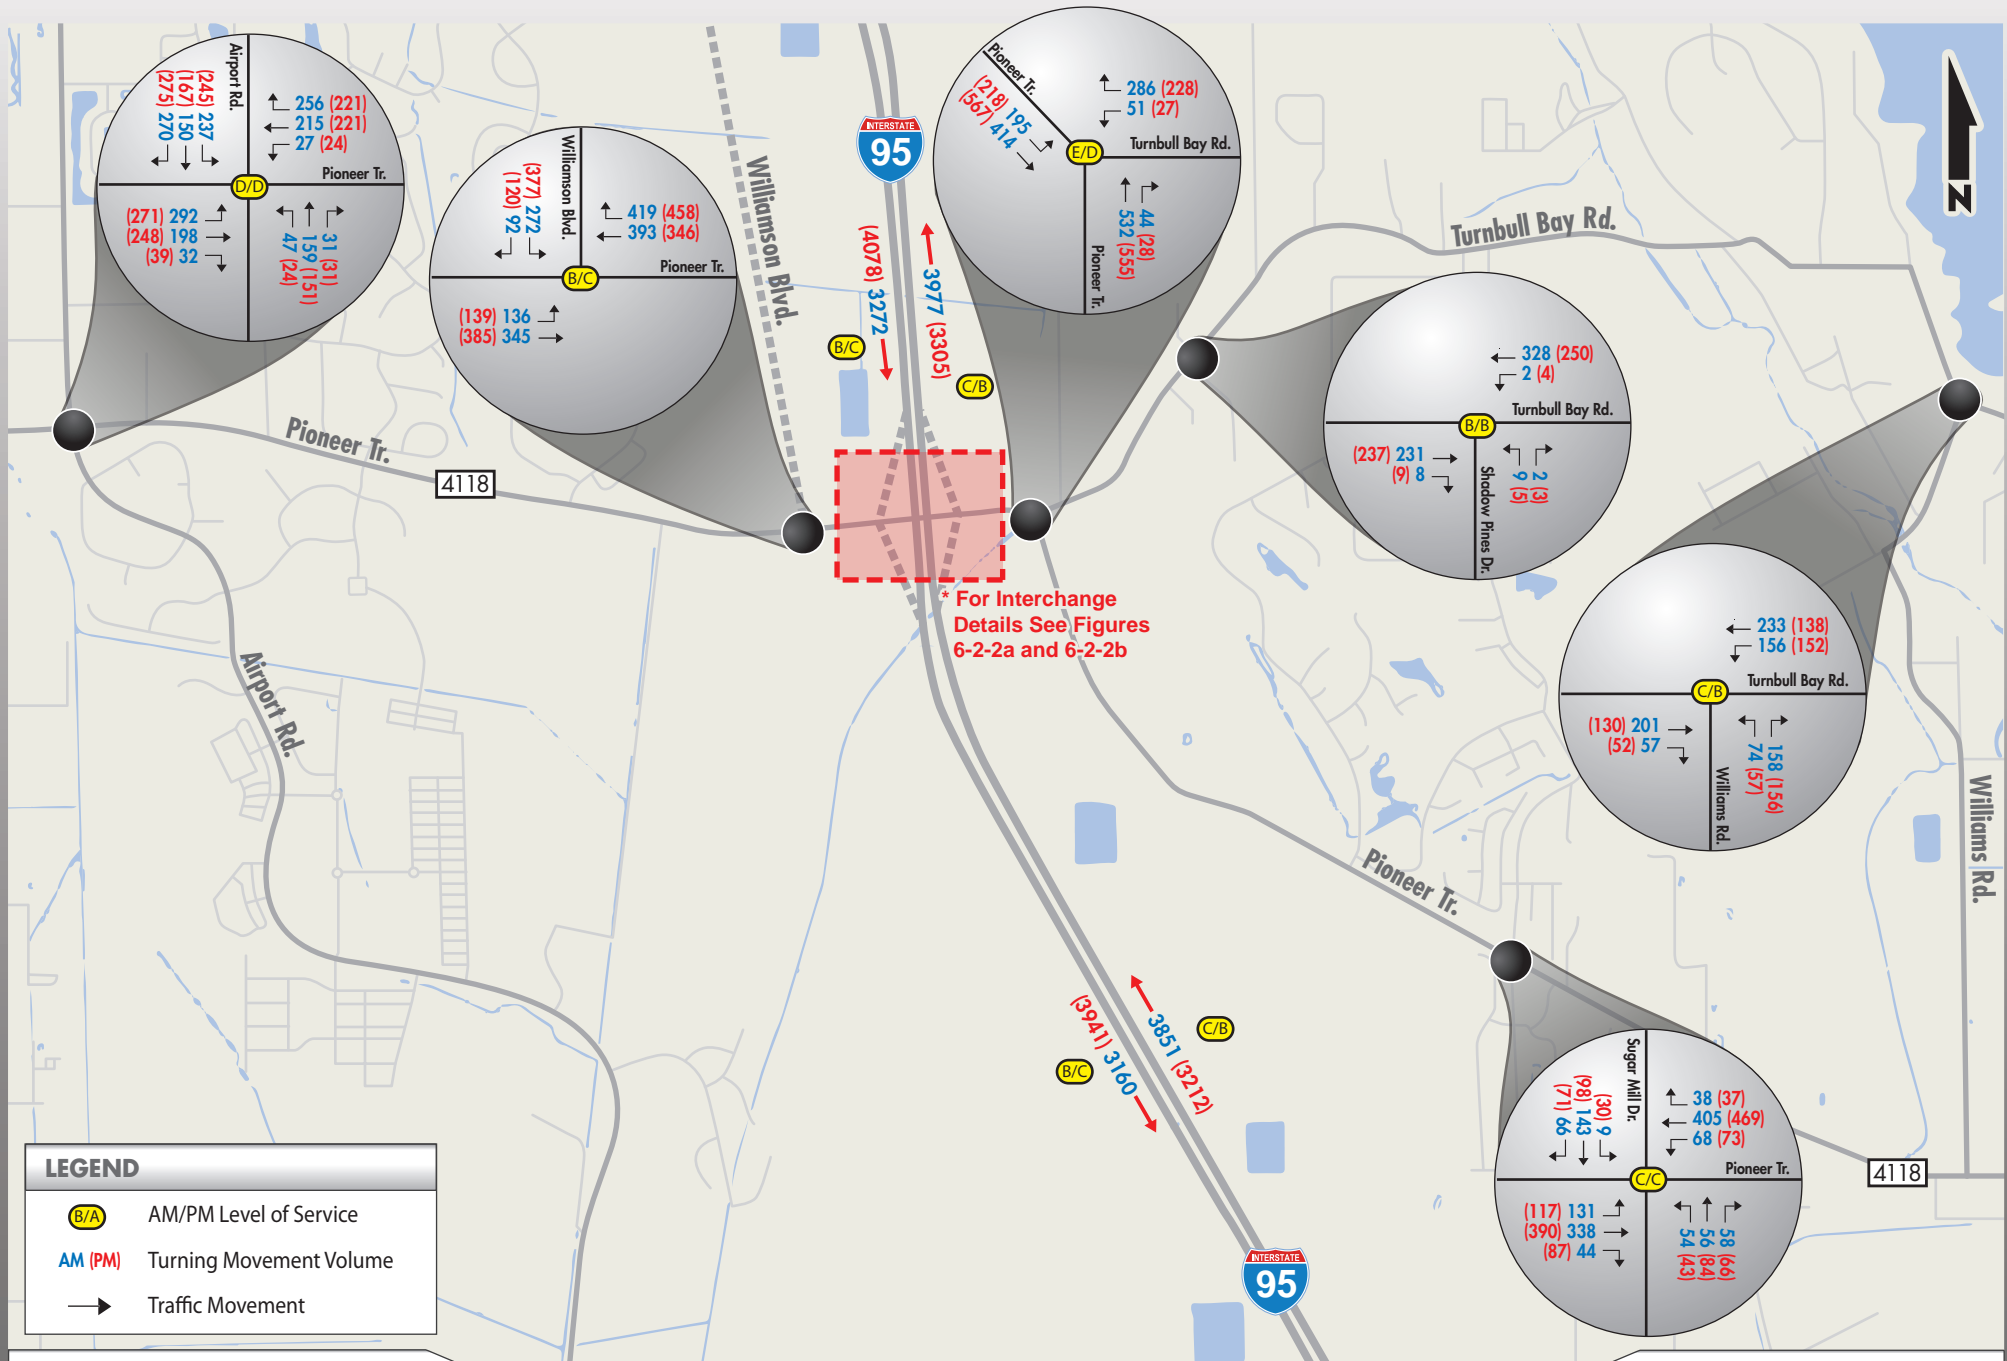 Airport Rd.
(275) 270
(167) 150
(245) 237
256 (221)
215 (221)
27 (24)
Pioneer Tr.
D/D
(271) 292
(248) 198
(39) 32
47 (24)
159 (151)
31 (31)
Williamson Blvd.
(120) 92
(377) 272
419 (458)
393 (346)
Pioneer Tr.
B/C
(139) 136
(385) 345
Williamson Blvd.
INTERSTATE
95
(4078) 3272
3977 (3305)
B/C
C/B
Pioneer Tr.
(218) 195
(567) 414
286 (228)
51 (27)
Turnbull Bay Rd.
E/D
Pioneer Tr.
532 (555)
44 (28)
Turnbull Bay Rd.
N
328 (250)
2 (4)
Turnbull Bay Rd.
B/B
(237) 231
(9) 8
Shadow Pines Dr.
9 (5)
2 (3)
Pioneer Tr.
4118
* For Interchange
Details See Figures
6-2-2a and 6-2-2b
233 (138)
156 (152)
Turnbull Bay Rd.
C/B
(130) 201
(52) 57
Williams Rd.
74 (57)
158 (156)
Airport Rd.
Williams Rd.
Pioneer Tr.
(3941) 3160
3851 (3212)
C/B
B/C
Sugar Mill Dr.
(71) 66
(98) 143
(30) 9
38 (37)
405 (469)
68 (73)
Pioneer Tr.
C/C
(117) 131
(390) 338
(87) 44
54 (43)
56 (84)
58 (66)
4118
INTERSTATE
95
LEGEND
B/A AM/PM Level of Service
AM (PM) Turning Movement Volume
Traffic Movement